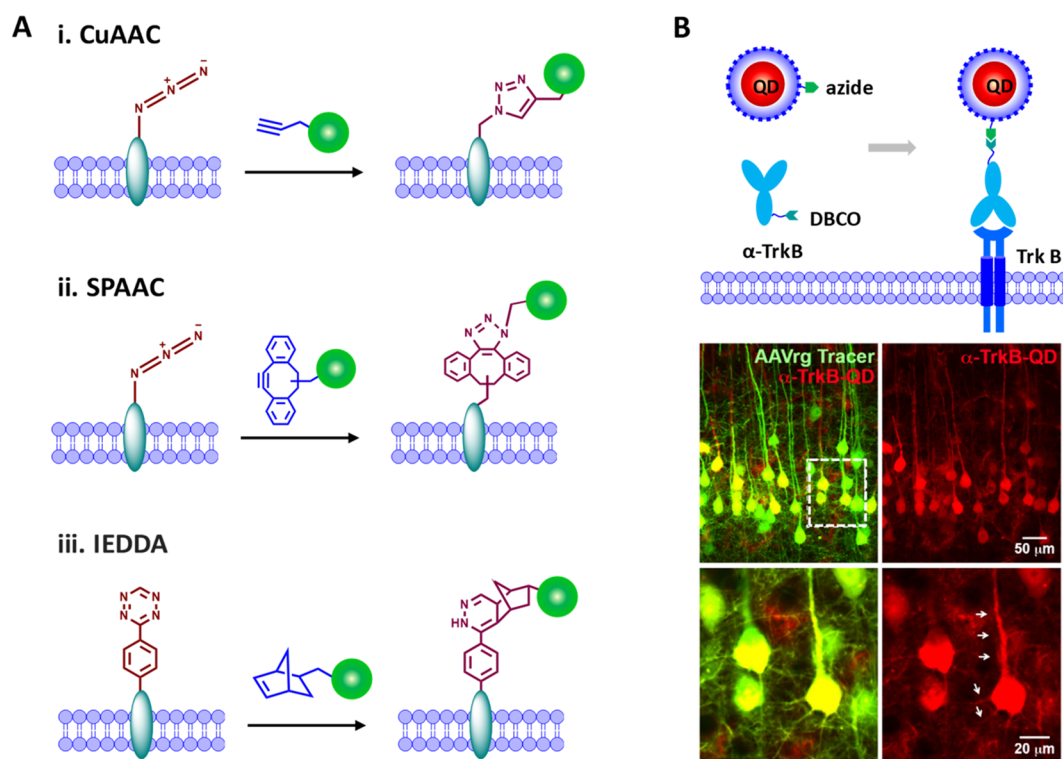 A
i. CuAAC
N
+
N
−
N
N
N
N
ii. SPAAC
N
+
N
−
N
N
N
N
iii. IEDDA
N
N
N
N
N
HN
B
QD
azide
DBCO
α-TrkB
QD
Trk B
AAVrg Tracer
α-TrkB-QD
α-TrkB-QD
50 μm
20 μm